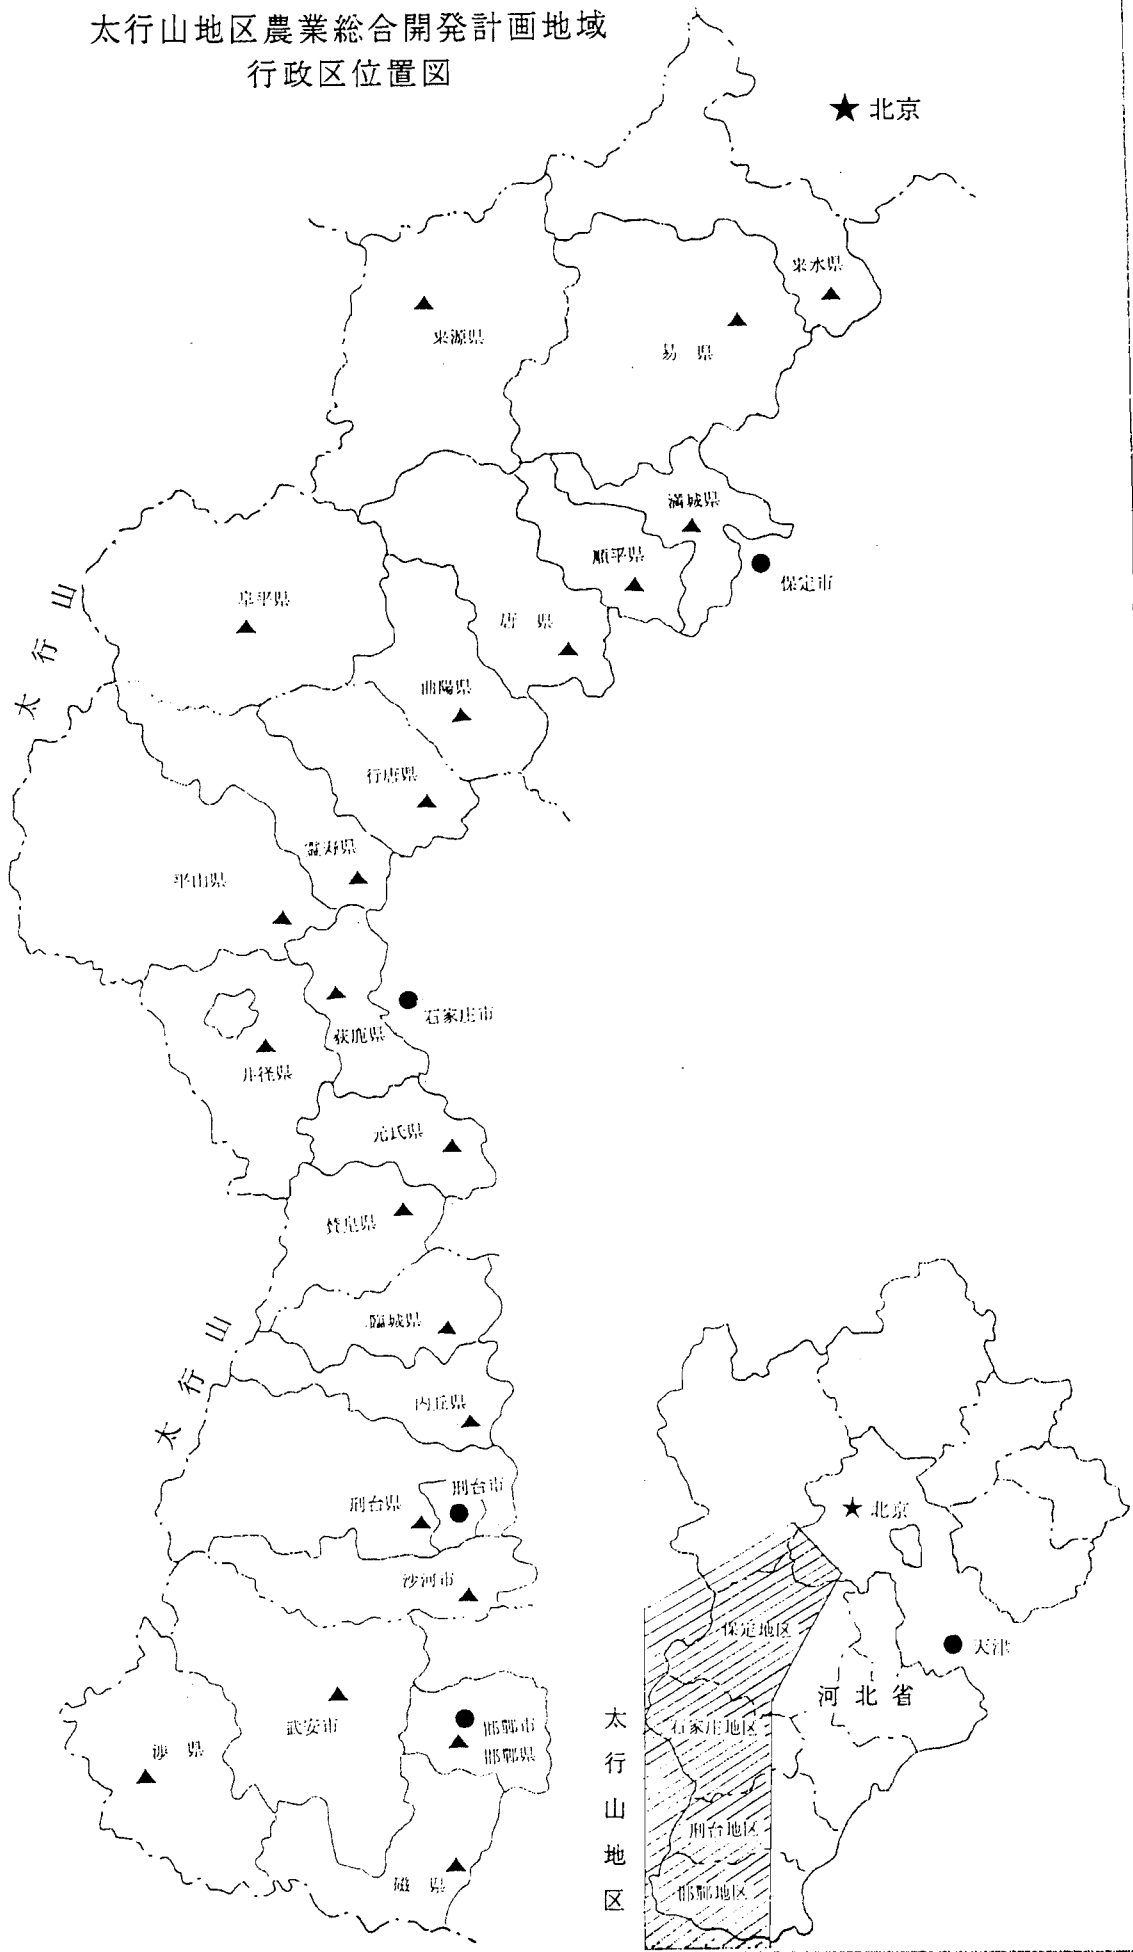 太行山地区農業総合開発計画地域
行政区位置図
★ 北京
来水県
来源県
易 県
満城県
順平県
保定市
阜平県
唐 県
太行山
曲陽県
行唐県
霊寿県
平山県
石家庄市
荻鹿県
井径県
元氏県
賛皇県
臨城県
太行山
内丘県
刑台市
刑台県
沙河市
武安市
邯鄲市
邯鄲県
渉 県
磁 県
★ 北京
保定地区
天津
河北省
石家庄地区
太行山地区
刑台地区
邯鄲地区